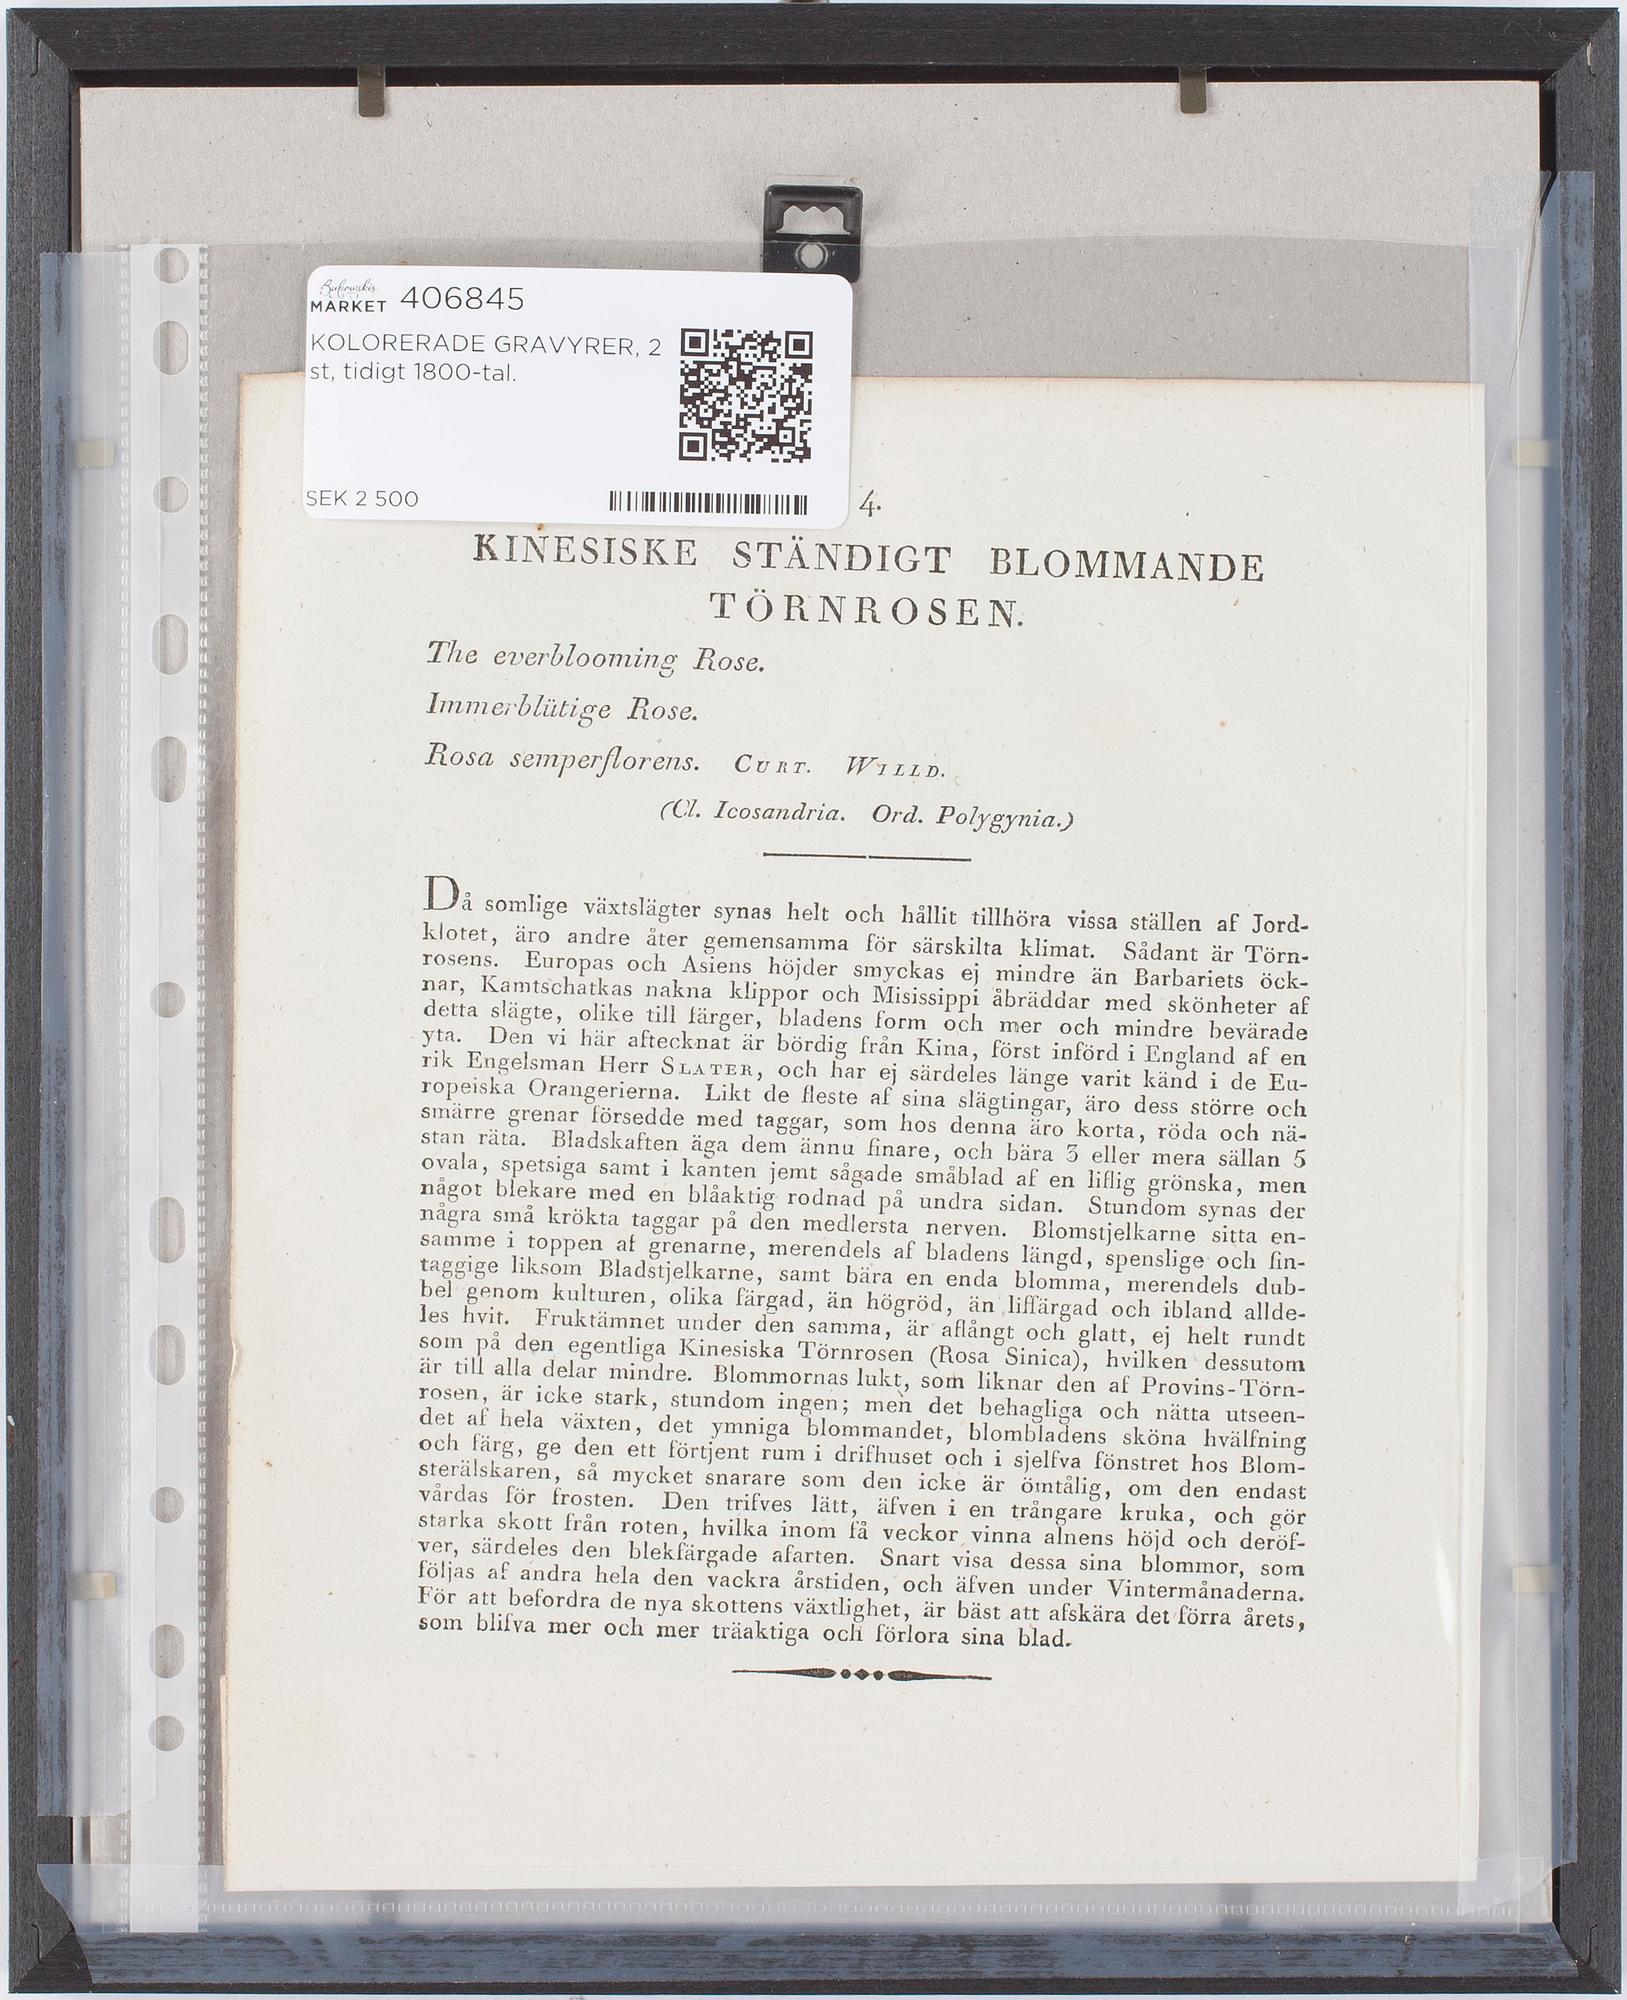 Bukowskis
MARKET 406845
KOLORERADE GRAVYRER, 2
st, tidigt 1800-tal.
SEK 2 500
4.
KINESISKE STÄNDIGT BLOMMANDE
TÖRNROSEN.
The everblooming Rose.
Immerblütige Rose.
Rosa semperflorens. CURT. WILLD.
(Cl. Icosandria. Ord. Polygynia.)
Då somlige växtslägter synas helt och hållit tillhöra vissa ställen af Jord-
klotet, äro andre åter gemensamma för särskilta klimat. Sådant är Törn-
rosens. Europas och Asiens höjder smyckas ej mindre än Barbariets öck-
nar, Kamtschatkas nakna klippor och Misissippi åbräddar med skönheter af
detta slägte, olike till färger, bladens form och mer och mindre bevärade
yta. Den vi här aftecknat är bördig från Kina, först införd i England af en
rik Engelsman Herr SLATER, och har ej särdeles länge varit känd i de Eu-
ropeiska Orangerierna. Likt de fleste af sina slägtingar, äro dess större och
smärre grenar försedde med taggar, som hos denna äro korta, röda och nä-
stan räta. Bladskaften äga dem ännu finare, och bära 3 eller mera sällan 5
ovala, spetsiga samt i kanten jemt sågade småblad af en liflig grönska, men
något blekare med en blåaktig rodnad på undra sidan. Stundom synas der
några små krökta taggar på den medlersta nerven. Blomstjelkarne sitta en-
samme i toppen af grenarne, merendels af bladens längd, spenslige och fin-
taggige liksom Bladstjelkarne, samt bära en enda blomma, merendels dub-
bel genom kulturen, olika färgad, än högröd, än liffärgad och ibland allde-
les hvit. Fruktämnet under den samma, är aflångt och glatt, ej helt rundt
som på den egentliga Kinesiska Törnrosen (Rosa Sinica), hvilken dessutom
är till alla delar mindre. Blommornas lukt, som liknar den af Provins-Törn-
rosen, är icke stark, stundom ingen; men det behagliga och nätta utseen-
det af hela växten, det ymniga blommandet, blombladens sköna hvälfning
och färg, ge den ett förtjent rum i drifhuset och i sjelfva fönstret hos Blom-
sterälskaren, så mycket snarare som den icke är ömtålig, om den endast
vårdas för frosten. Den trifves lätt, äfven i en trångare kruka, och gör
starka skott från roten, hvilka inom få veckor vinna alnens höjd och deröf-
ver, särdeles den blekfärgade afarten. Snart visa dessa sina blommor, som
följas af andra hela den vackra årstiden, och äfven under Vintermånaderna.
För att befordra de nya skottens växtlighet, är bäst att afskära det förra årets,
som blifva mer och mer träaktiga och förlora sina blad.